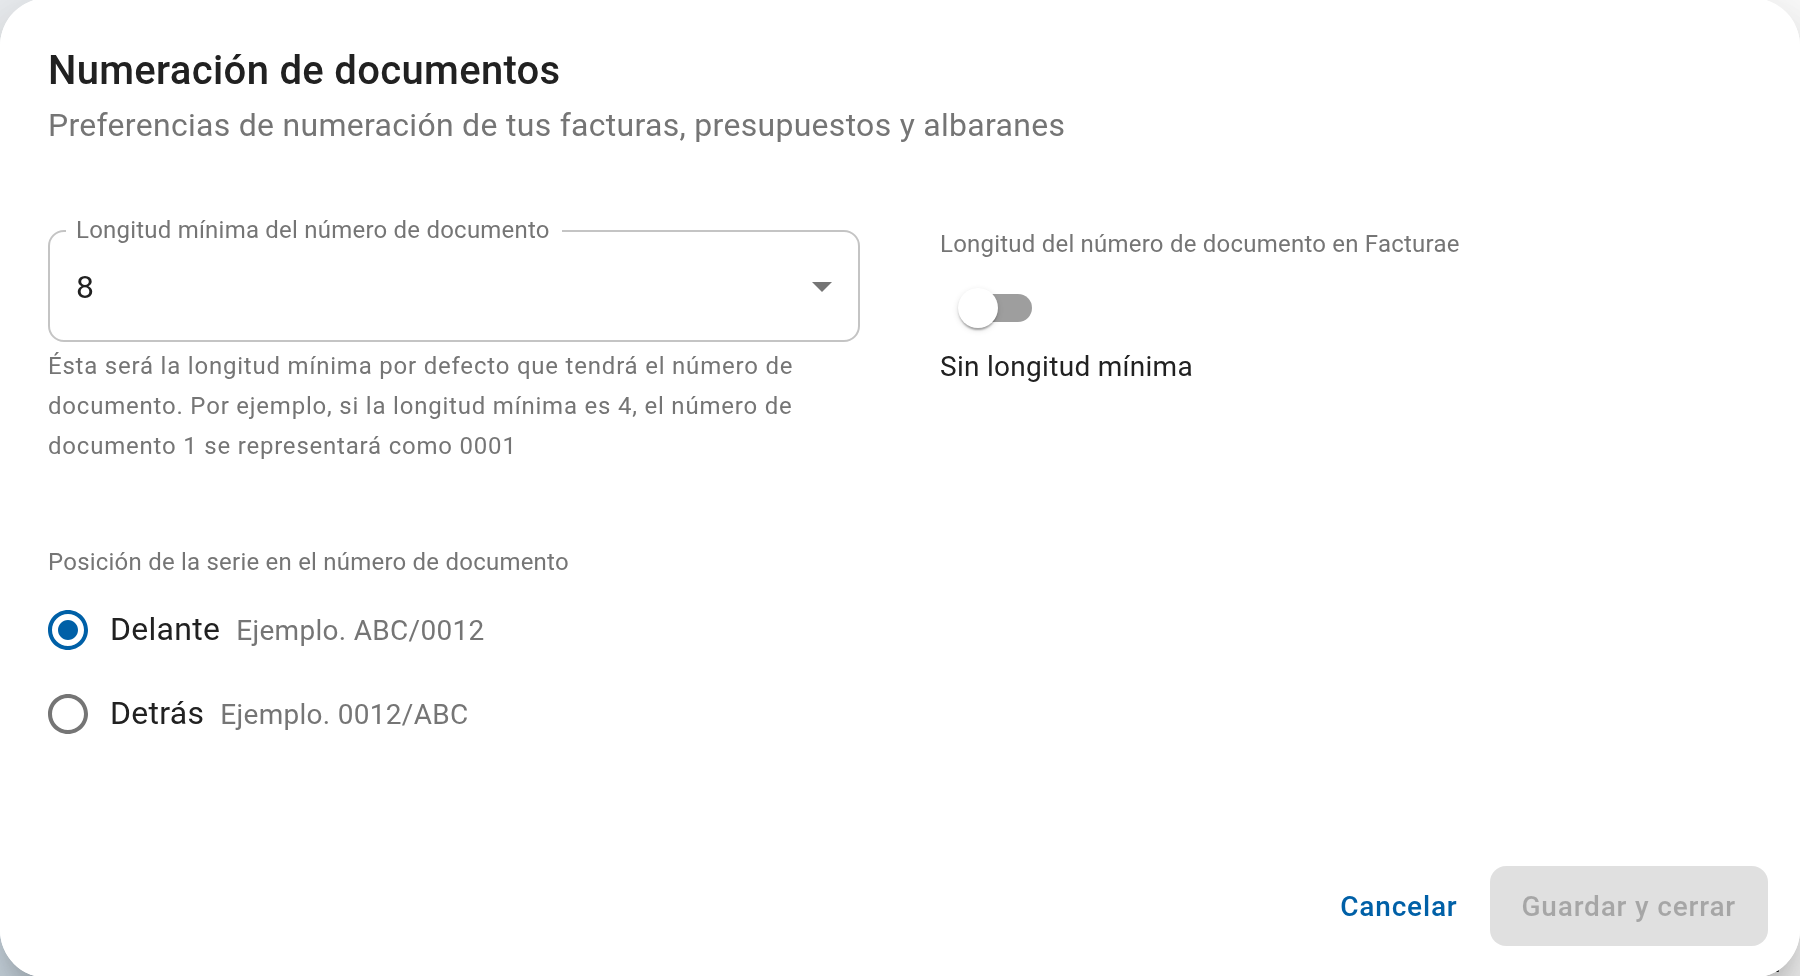 Numeración de documentos
Preferencias de numeración de tus facturas, presupuestos y albaranes
Longitud mínima del número de documento
8
Ésta será la longitud mínima por defecto que tendrá el número de
documento. Por ejemplo, si la longitud mínima es 4, el número de
documento 1 se representará como 0001
Longitud del número de documento en Facturae
Sin longitud mínima
Posición de la serie en el número de documento
Delante Ejemplo. ABC/0012
Detrás Ejemplo. 0012/ABC
Cancelar
Guardar y cerrar